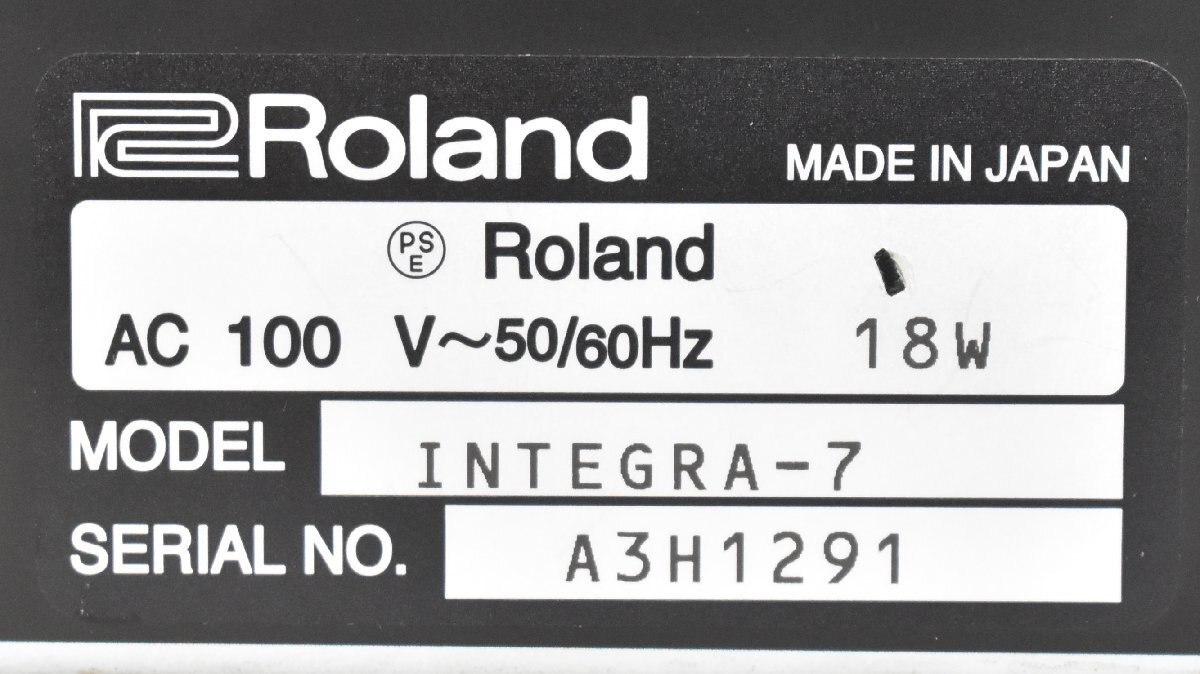 Roland MADE IN JAPAN
PSE Roland
AC 100 V~50/60Hz 18W
MODEL INTEGRA-7
SERIAL NO. A3H1291